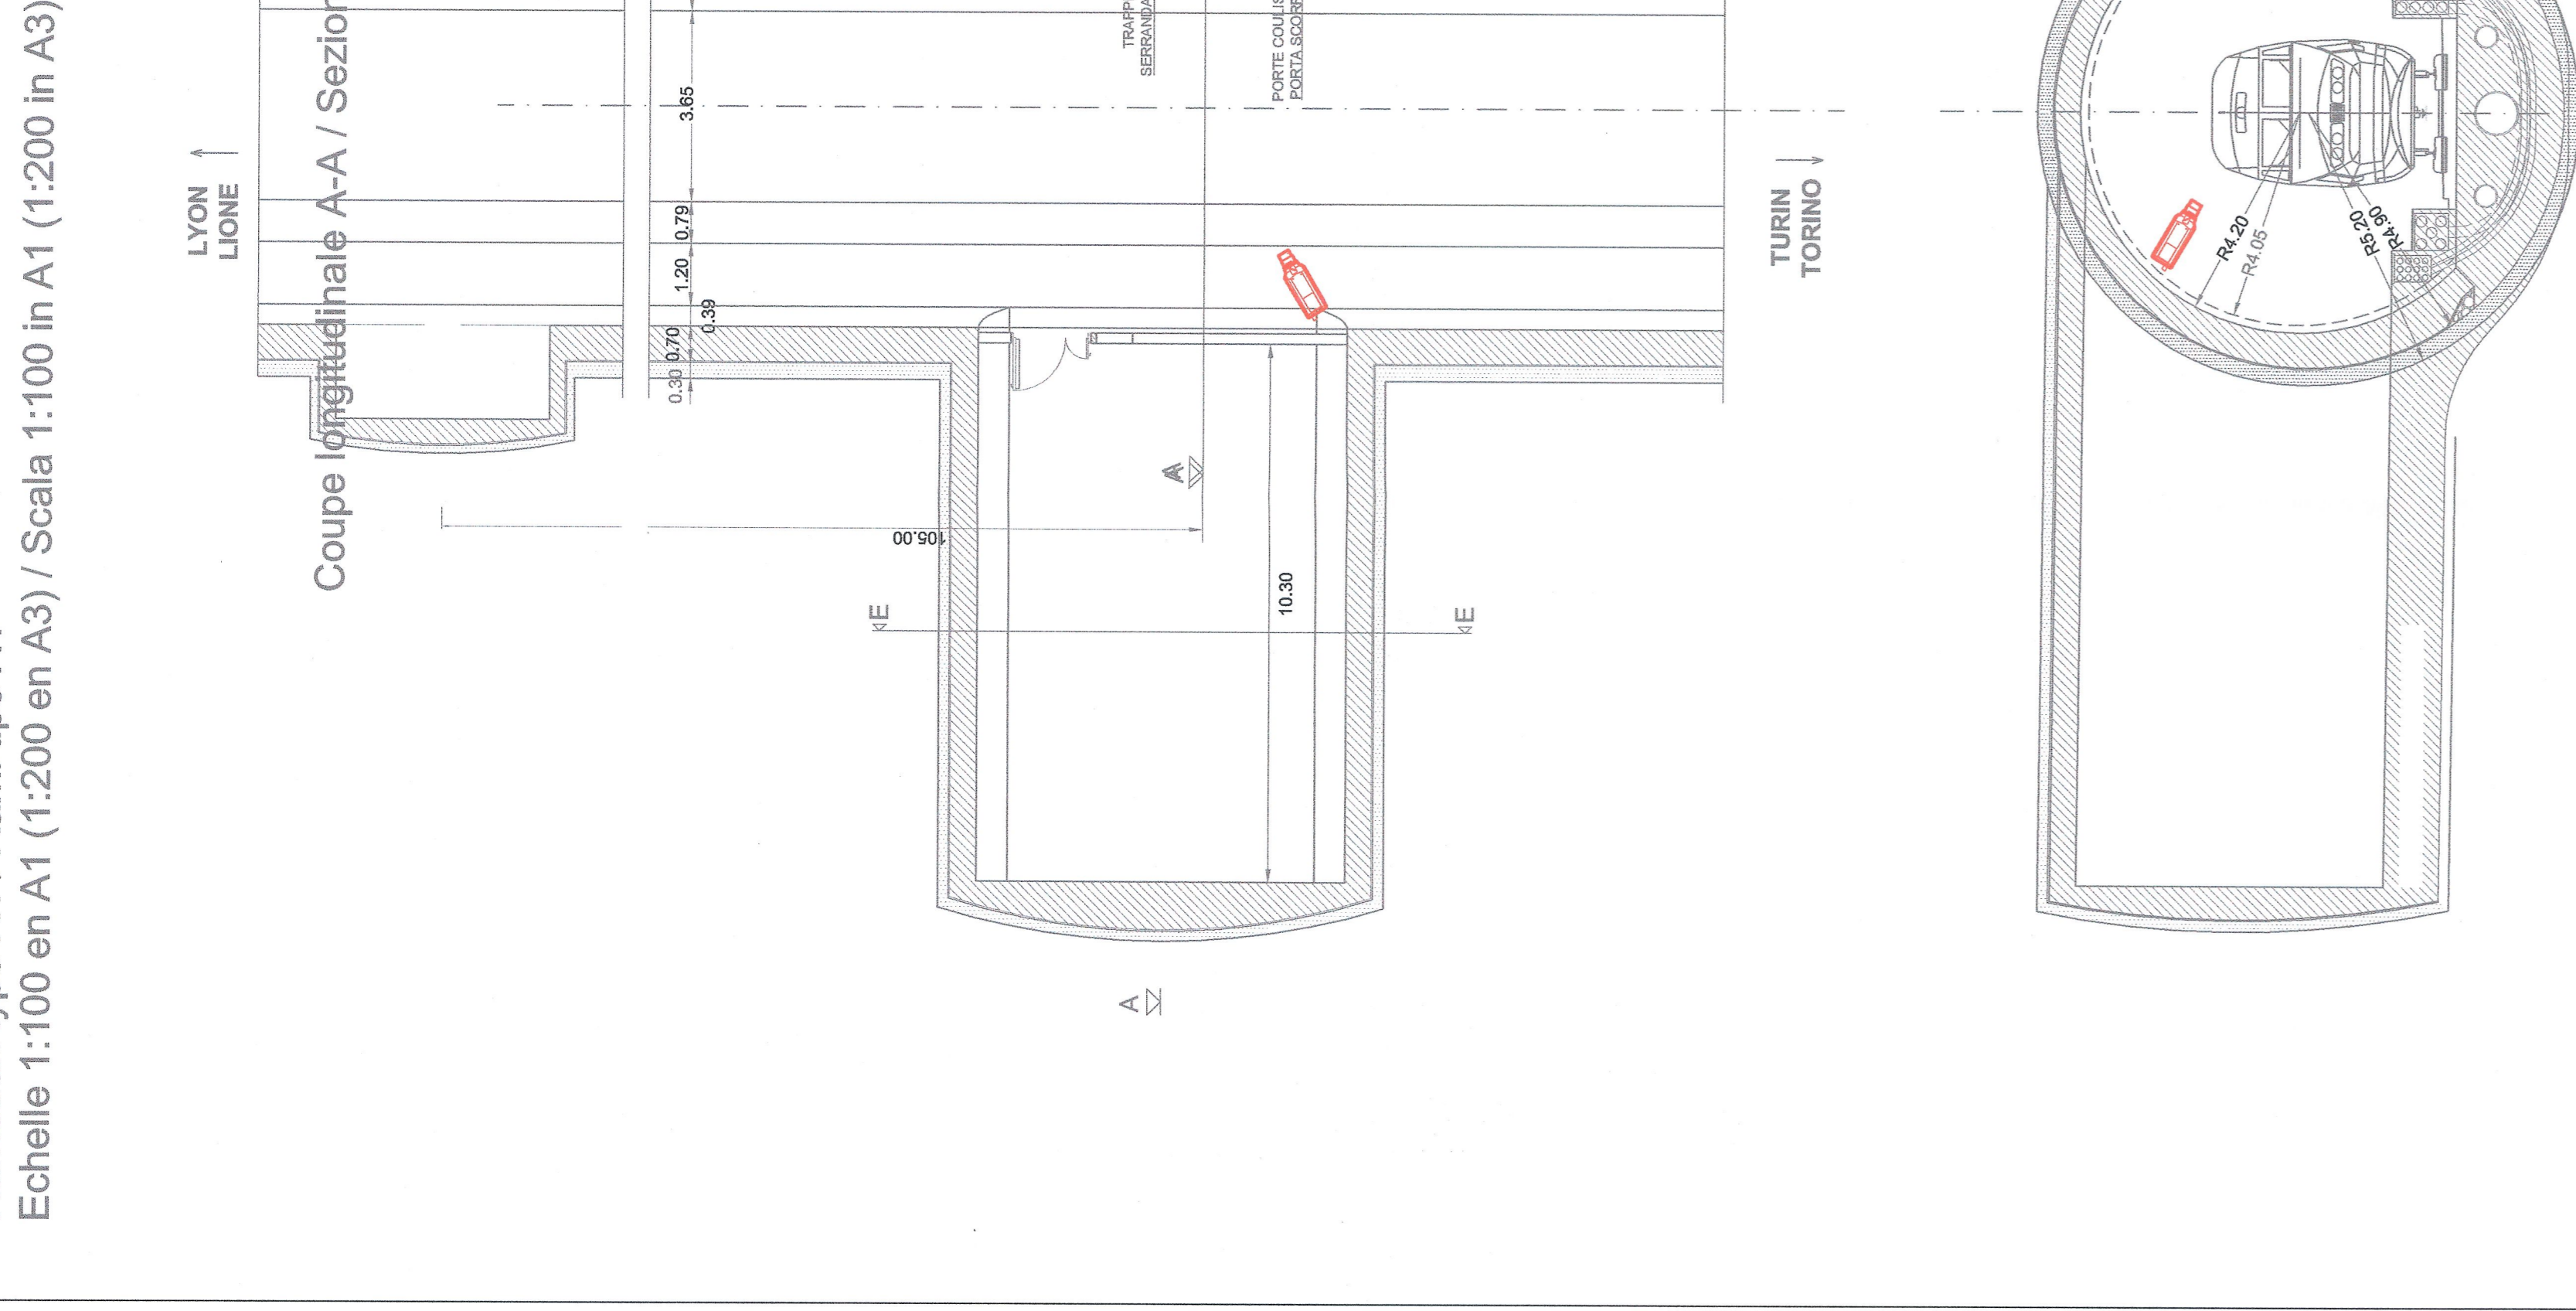 Echelle 1:100 en A1 (1:200 en A3) / Scala 1:100 in A1 (1:200 in A3)
Coupe longitudinale A-A / Sezion
LYON
LIONE
3.65
0.79
1.20
0.39
0.70
0.30
105.00
TRAPP
SERRANDA
PORTE COULIS
PORTA SCORR
A
A
E
E
10.30
TURIN
TORINO
R4.20
R4.05
R5.20
R4.90